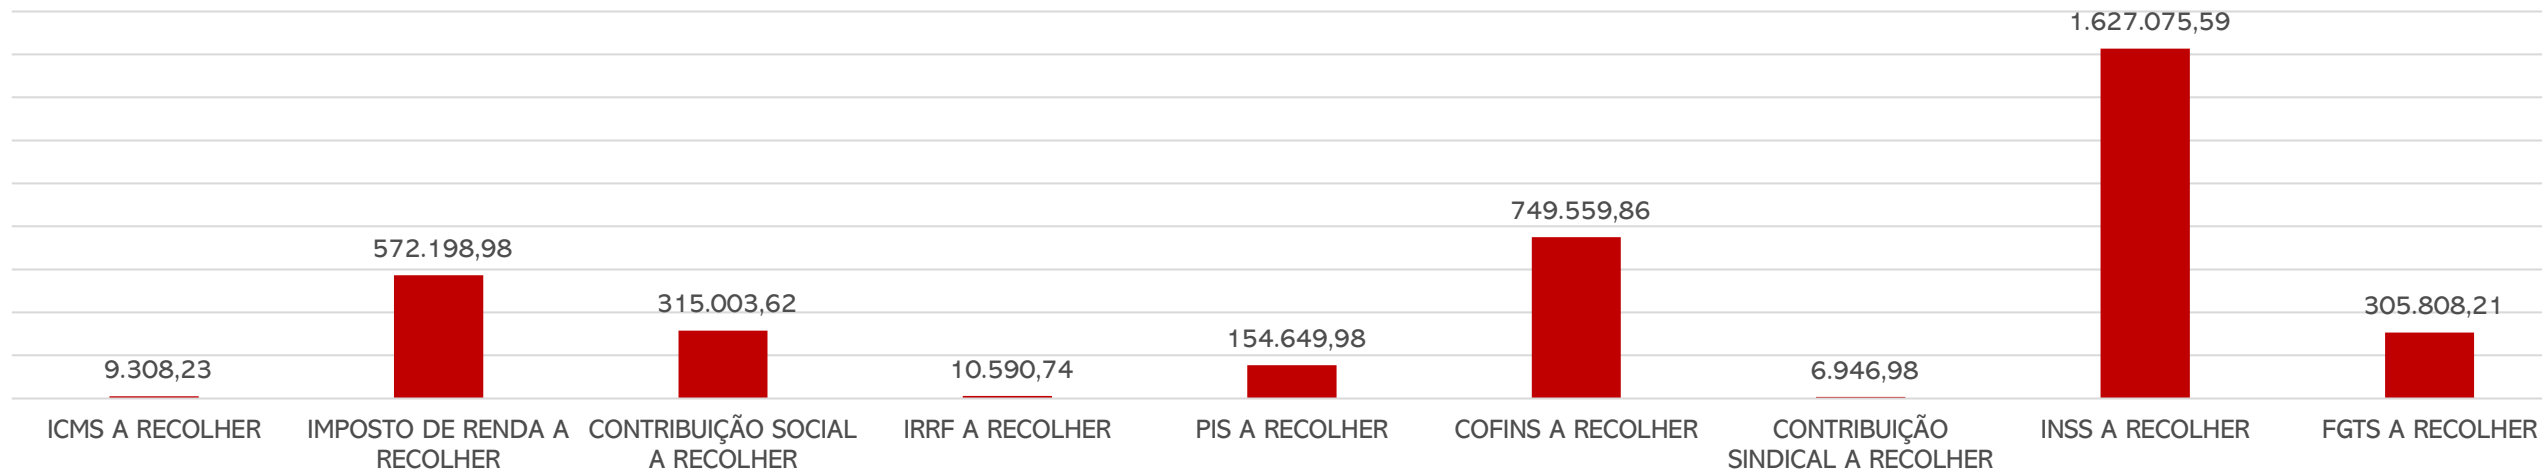 1.627.075,59
749.559,86
572.198,98
315.003,62
305.808,21
154.649,98
9.308,23
10.590,74
6.946,98
ICMS A RECOLHER
IMPOSTO DE RENDA A
RECOLHER
CONTRIBUIÇÃO SOCIAL
A RECOLHER
IRRF A RECOLHER
PIS A RECOLHER
COFINS A RECOLHER
CONTRIBUIÇÃO
SINDICAL A RECOLHER
INSS A RECOLHER
FGTS A RECOLHER